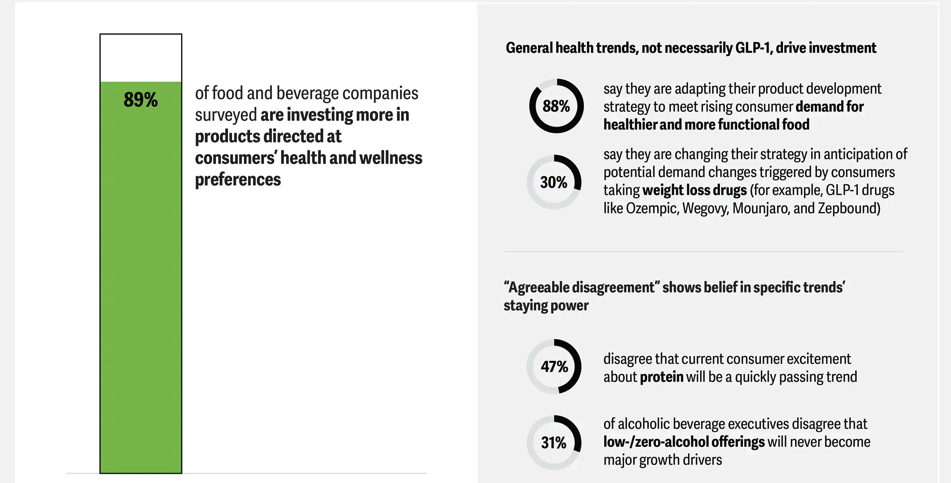 89%
of food and beverage companies
surveyed are investing more in
products directed at
consumers’ health and wellness
preferences
General health trends, not necessarily GLP-1, drive investment
88%
say they are adapting their product development
strategy to meet rising consumer demand for
healthier and more functional food
30%
say they are changing their strategy in anticipation of
potential demand changes triggered by consumers
taking weight loss drugs (for example, GLP-1 drugs
like Ozempic, Wegovy, Mounjaro, and Zepbound)
“Agreeable disagreement” shows belief in specific trends’
staying power
47%
disagree that current consumer excitement
about protein will be a quickly passing trend
31%
of alcoholic beverage executives disagree that
low-/zero-alcohol offerings will never become
major growth drivers